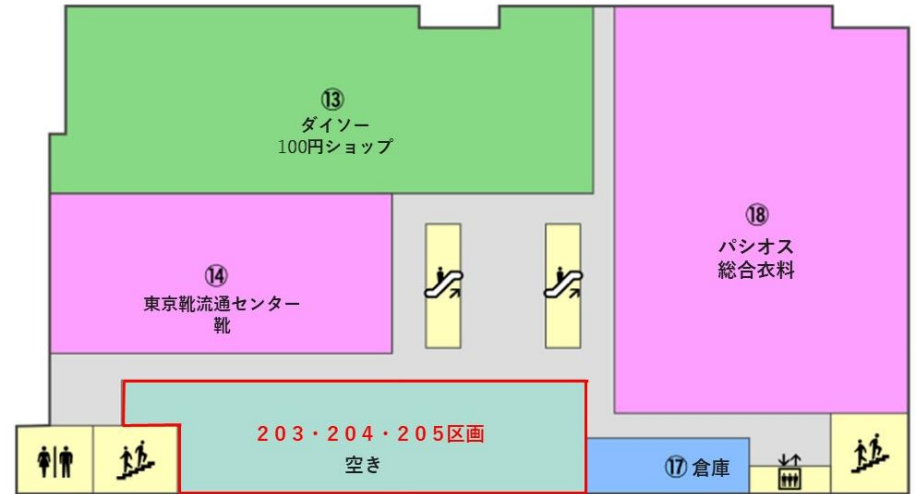 ⑬
ダイソー
100円ショップ
⑱
パシオス
総合衣料
⑭
東京靴流通センター
靴
203・204・205区画
空き
⑰ 倉庫